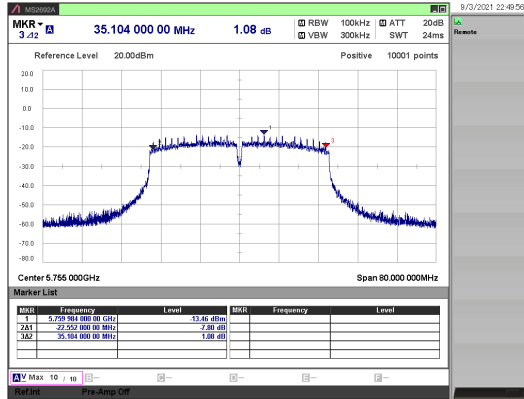 MS2692A
9/3/2021 22:49:56
MKR
3 Δ2 A
35.104 000 00 MHz
1.08 dB
RBW 100kHz
ATT 20dB
VBW 300kHz
SWT 24ms
Remote
Reference Level 20.00dBm
Positive 10001 points
20.0
10.0
0.0
-10.0
-20.0
-30.0
-40.0
-50.0
-60.0
-70.0
-80.0
1
3
Center 5.755 000GHz
Span 80.000 000MHz
Marker List
MKR Frequency Level MKR Frequency Level
1 5.759 984 000 00 GHz -13.46 dBm
2Δ1 -22.552 000 00 MHz -7.80 dB
3Δ2 35.104 000 00 MHz 1.08 dB
A V Max 10 / 10 B-- C-- D-- E-- F--
Ref.Int Pre-Amp Off